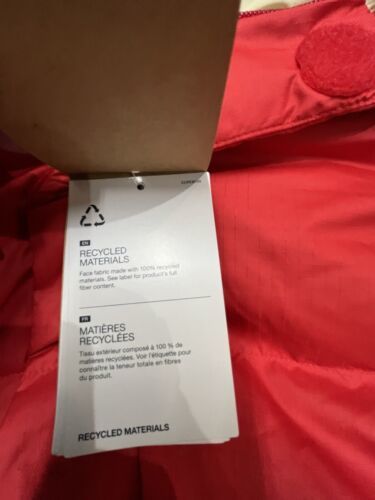 EN
RECYCLED
MATERIALS
Face fabric made with 100% recycled
materials. See label for product's full
fiber content.
FR
MATIÈRES
RECYCLÉES
Tissu extérieur composé à 100 % de
matières recyclées. Voir l'étiquette pour
connaître la teneur totale en fibres
du produit.
RECYCLED MATERIALS